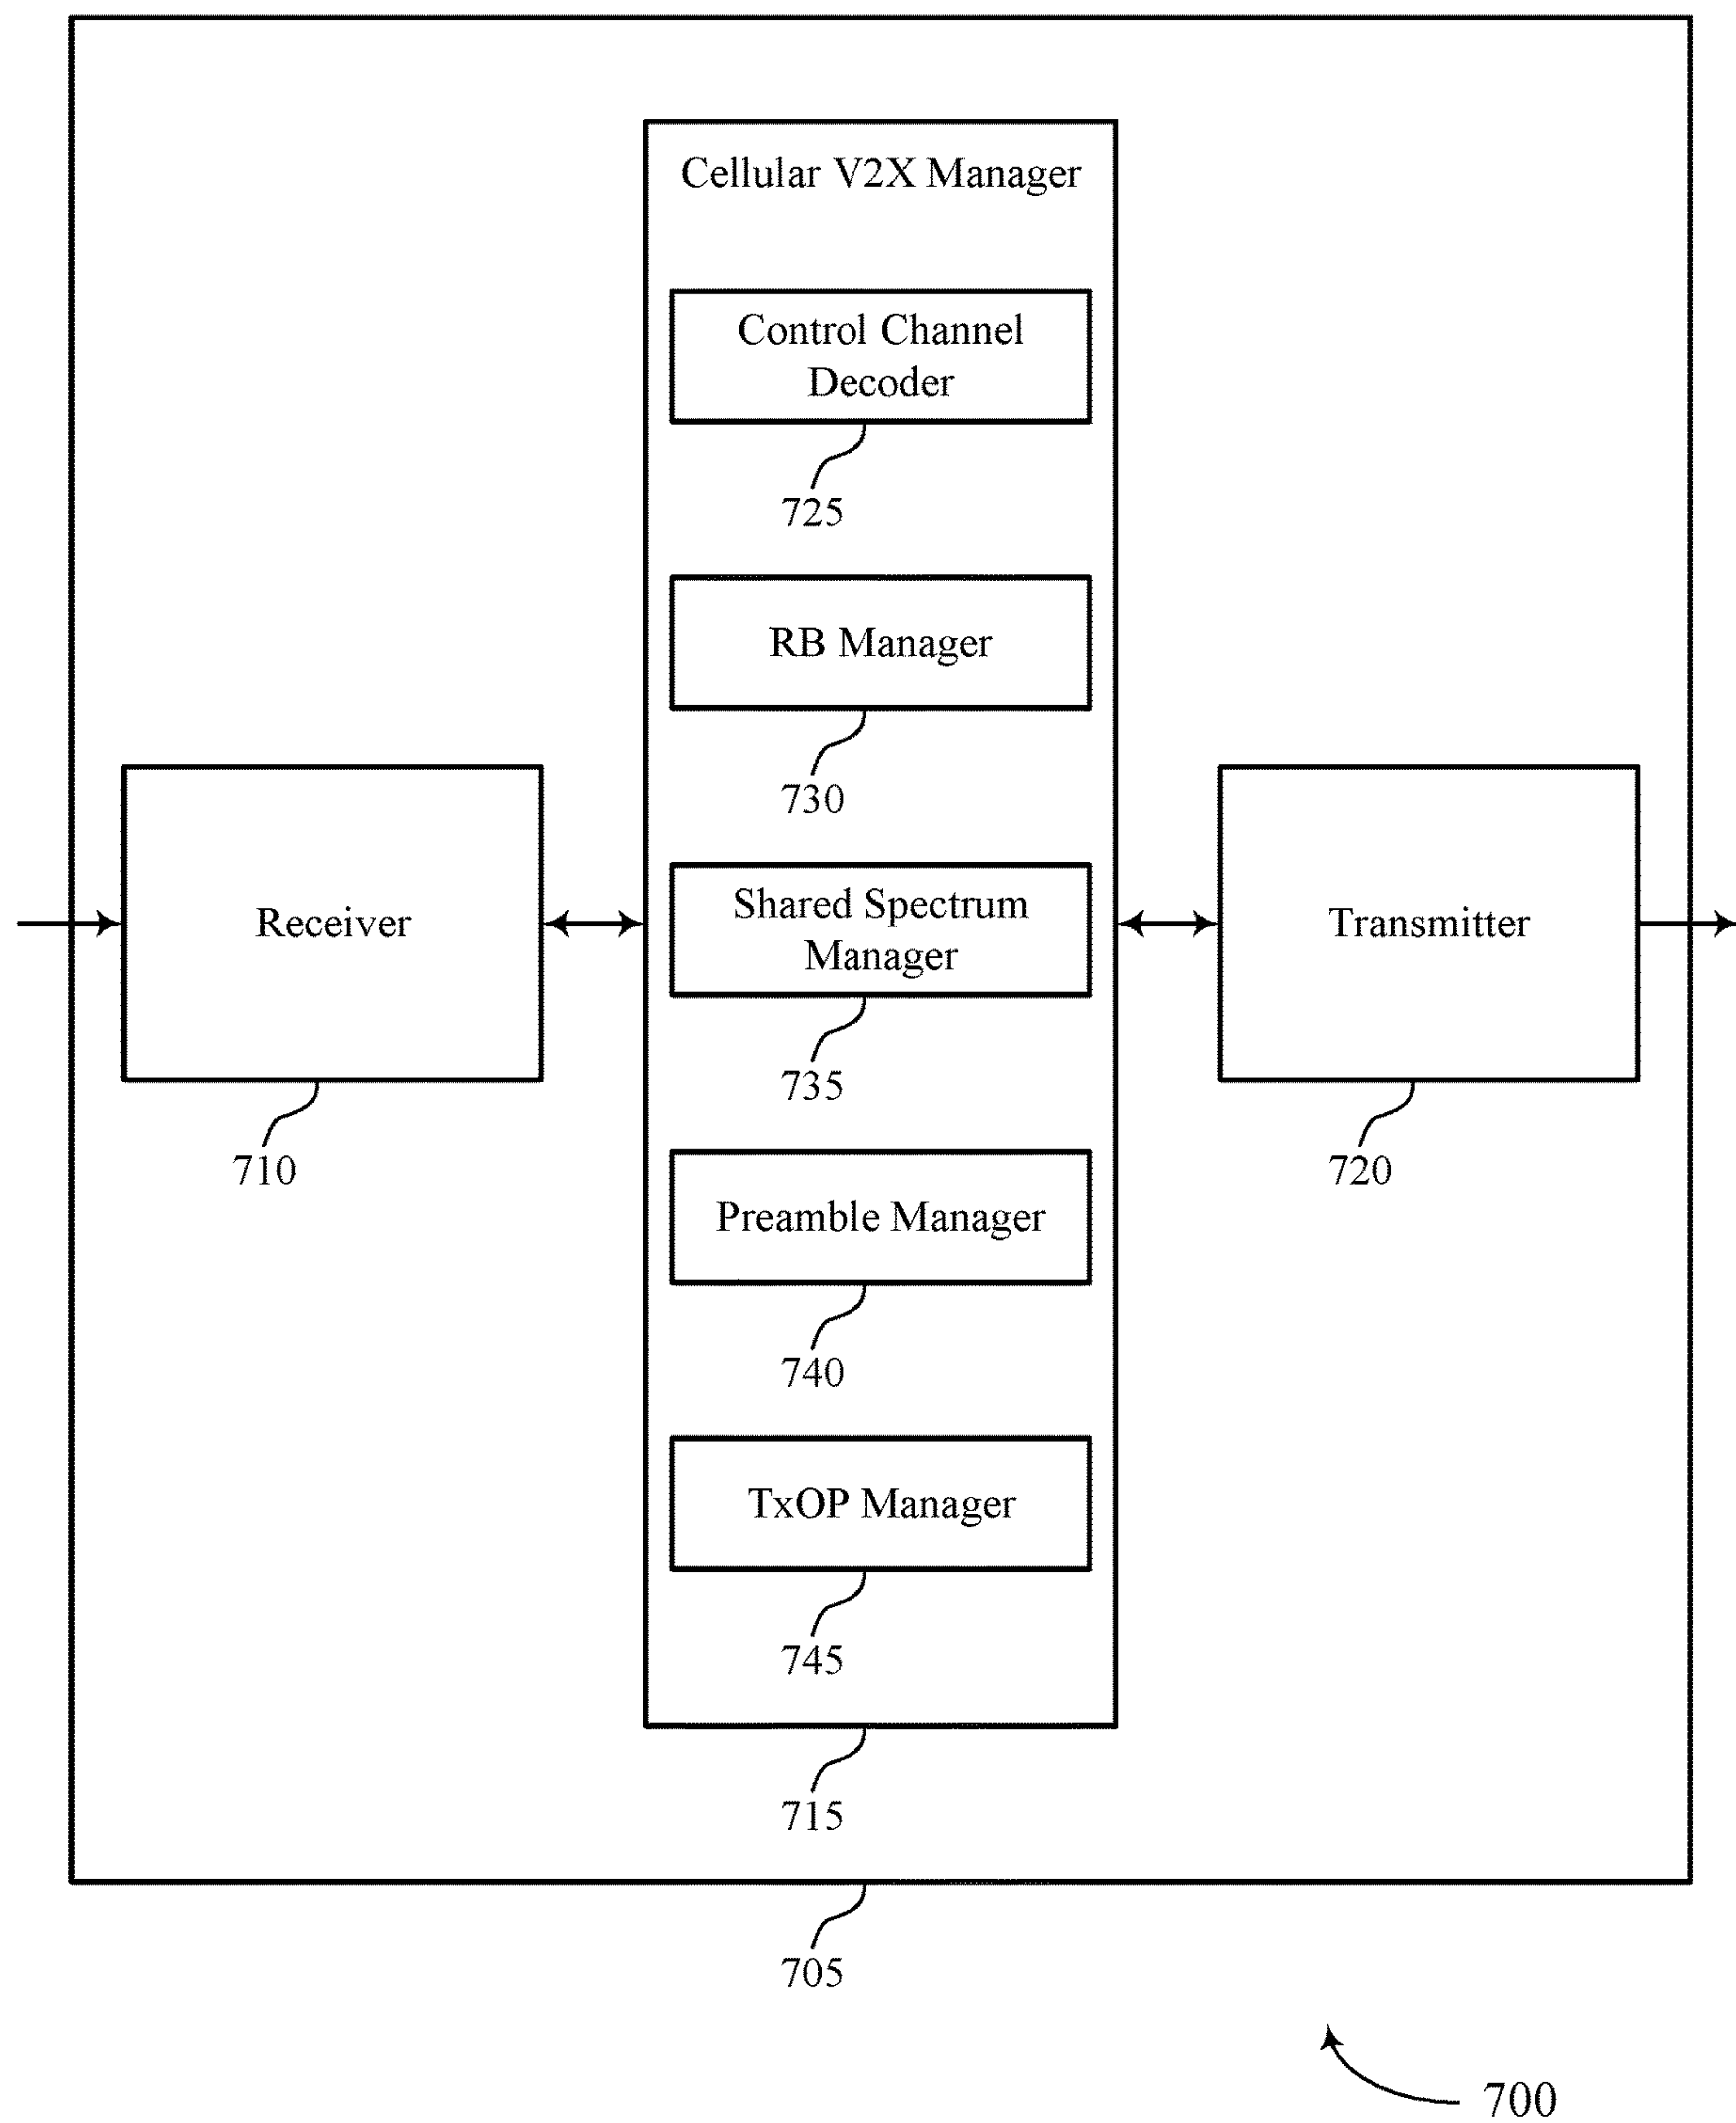 Cellular V2X Manager
Control Channel
Decoder
725
RB Manager
730
Shared Spectrum
Manager
735
Receiver
710
Transmitter
720
Preamble Manager
740
TxOP Manager
745
715
705
700